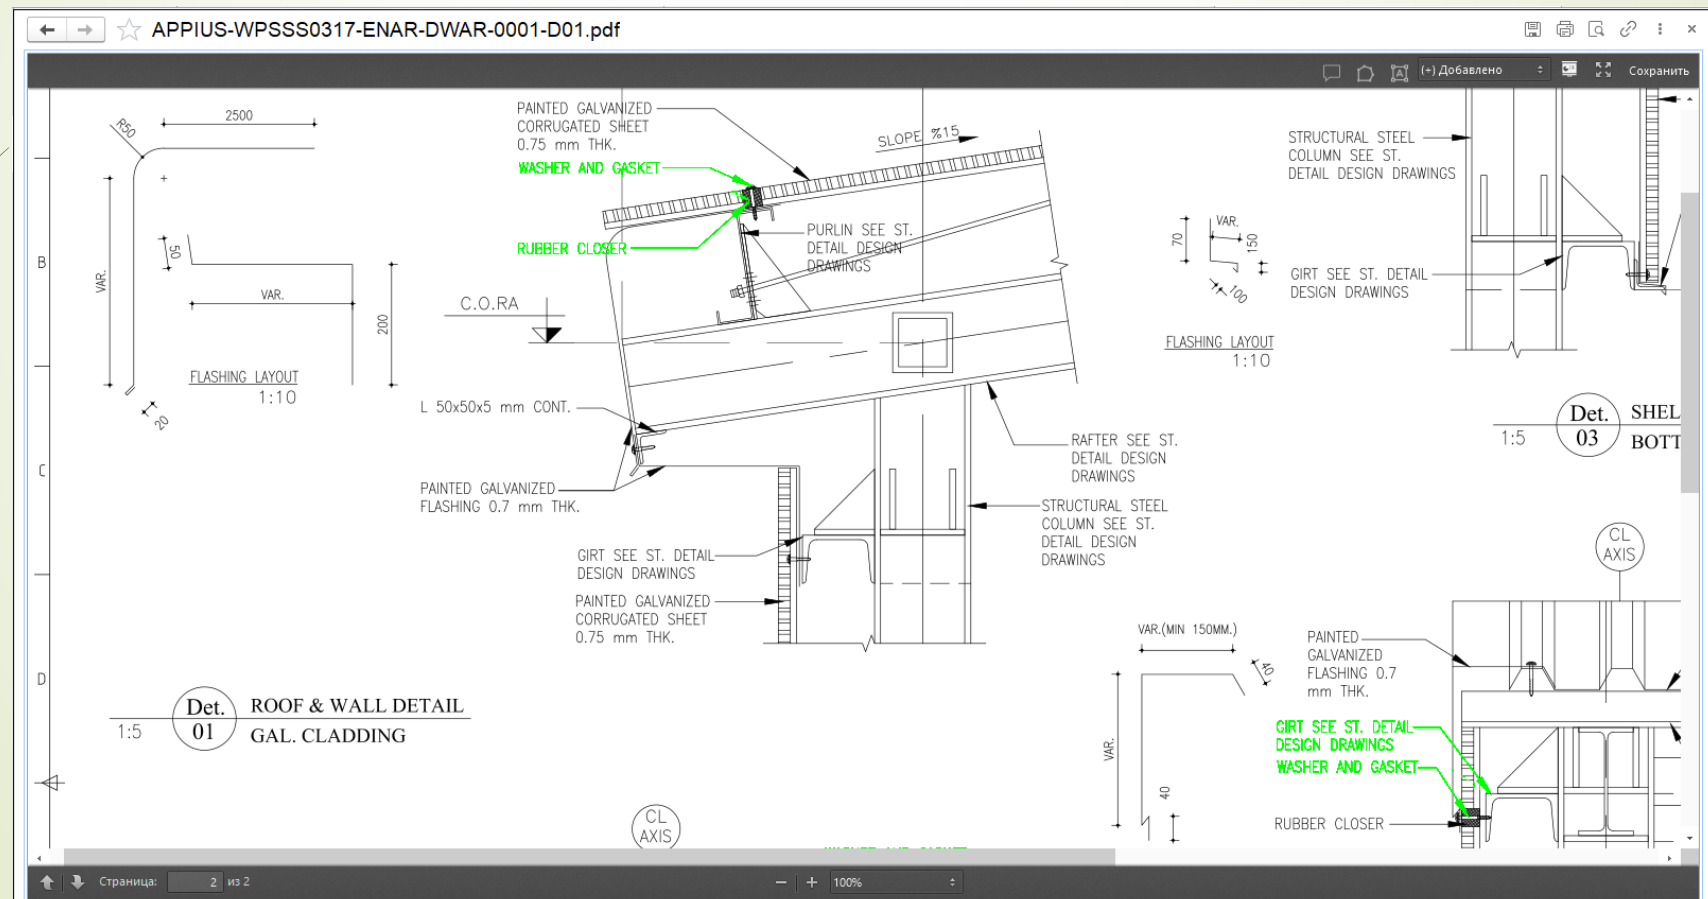 APPIUS-WPSSS0317-ENAR-DWAR-0001-D01.pdf
(+) Добавлено
Сохранить
2500
R50
VAR.
20
50
VAR.
200
FLASHING LAYOUT
1:10
PAINTED GALVANIZED
CORRUGATED SHEET
0.75 mm THK.
WASHER AND GASKET
RUBBER CLOSER
SLOPE %15
PURLIN SEE ST.
DETAIL DESIGN
DRAWINGS
C.O.RA
L 50x50x5 mm CONT.
PAINTED GALVANIZED
FLASHING 0.7 mm THK.
RAFTER SEE ST.
DETAIL DESIGN
DRAWINGS
STRUCTURAL STEEL
COLUMN SEE ST.
DETAIL DESIGN
DRAWINGS
GIRT SEE ST. DETAIL
DESIGN DRAWINGS
PAINTED GALVANIZED
CORRUGATED SHEET
0.75 mm THK.
Det.
01
1:5
ROOF & WALL DETAIL
GAL. CLADDING
B
C
D
70
VAR.
150
100
FLASHING LAYOUT
1:10
STRUCTURAL STEEL
COLUMN SEE ST.
DETAIL DESIGN DRAWINGS
GIRT SEE ST. DETAIL
DESIGN DRAWINGS
1:5
Det.
03
SHEL
BOTT
CL
AXIS
CL
AXIS
VAR.(MIN 150MM.)
40
VAR.
40
PAINTED
GALVANIZED
FLASHING 0.7
mm THK.
GIRT SEE ST. DETAIL
DESIGN DRAWINGS
WASHER AND GASKET
RUBBER CLOSER
WASHER AND GASKET
Страница:
2
из 2
100%